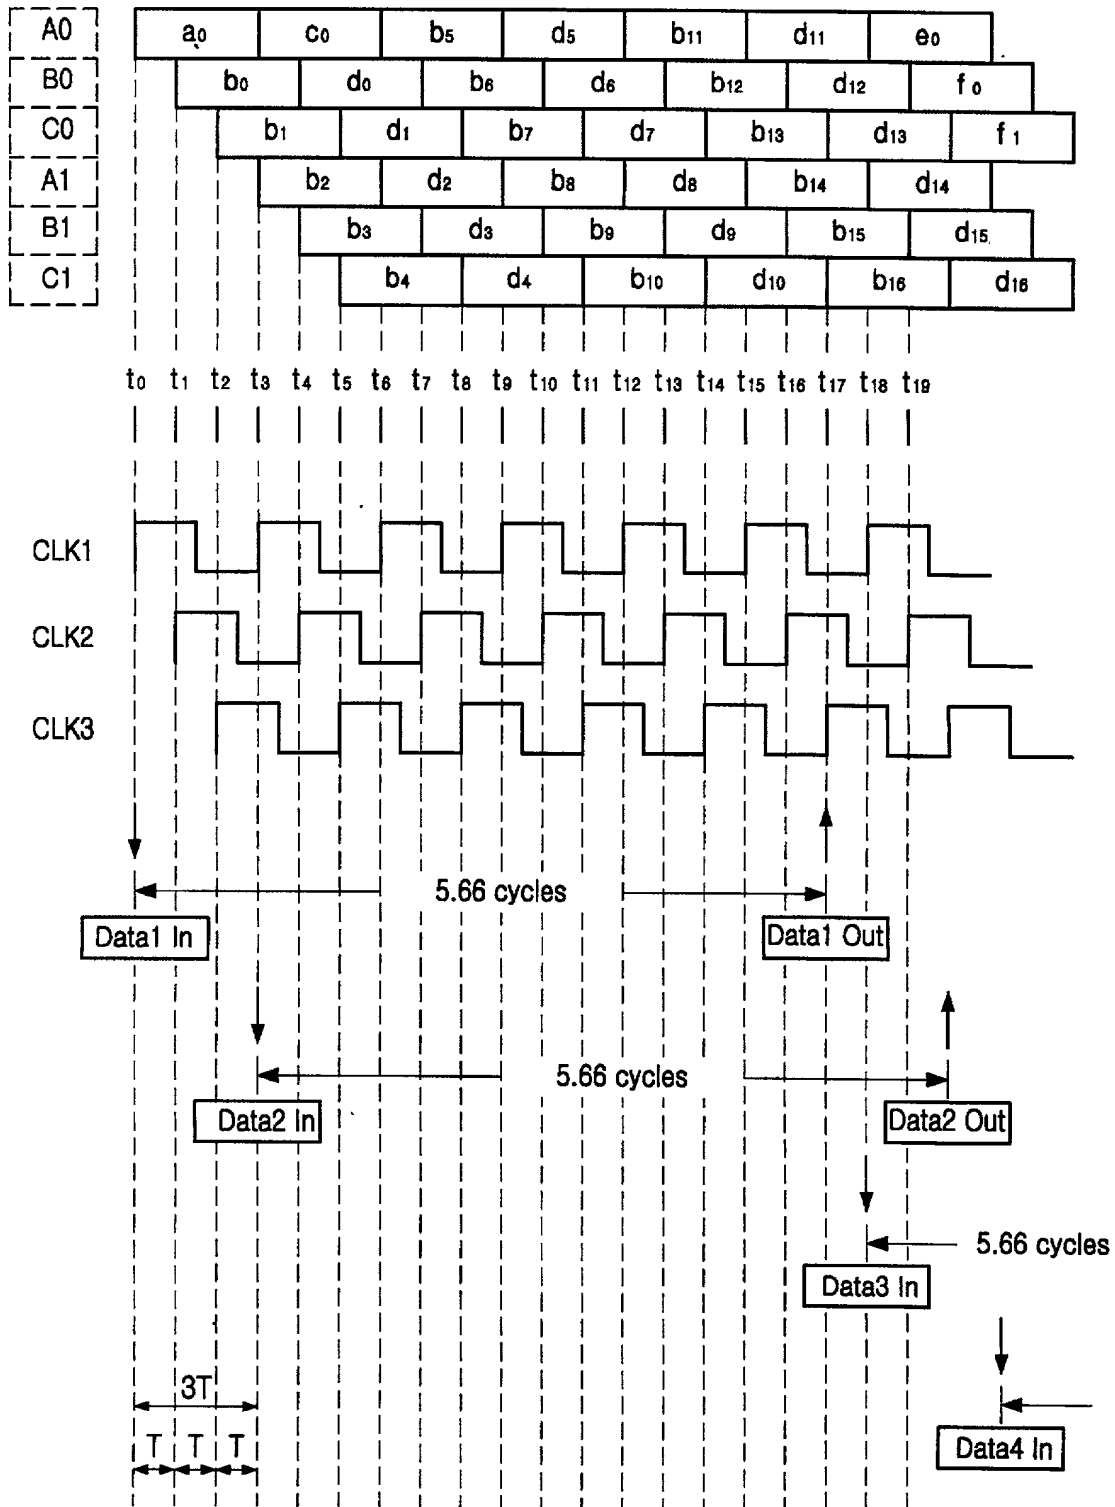 A0 a0 c0 b5 d5 b11 d11 e0
B0 b0 d0 b6 d6 b12 d12 f0
C0 b1 d1 b7 d7 b13 d13 f1
A1 b2 d2 b8 d8 b14 d14
B1 b3 d3 b9 d9 b15 d15
C1 b4 d4 b10 d10 b16 d16
t0 t1 t2 t3 t4 t5 t6 t7 t8 t9 t10 t11 t12 t13 t14 t15 t16 t17 t18 t19
CLK1
CLK2
CLK3
5.66 cycles
Data1 In Data1 Out
5.66 cycles
Data2 In Data2 Out
5.66 cycles
Data3 In
3T
T T T
Data4 In